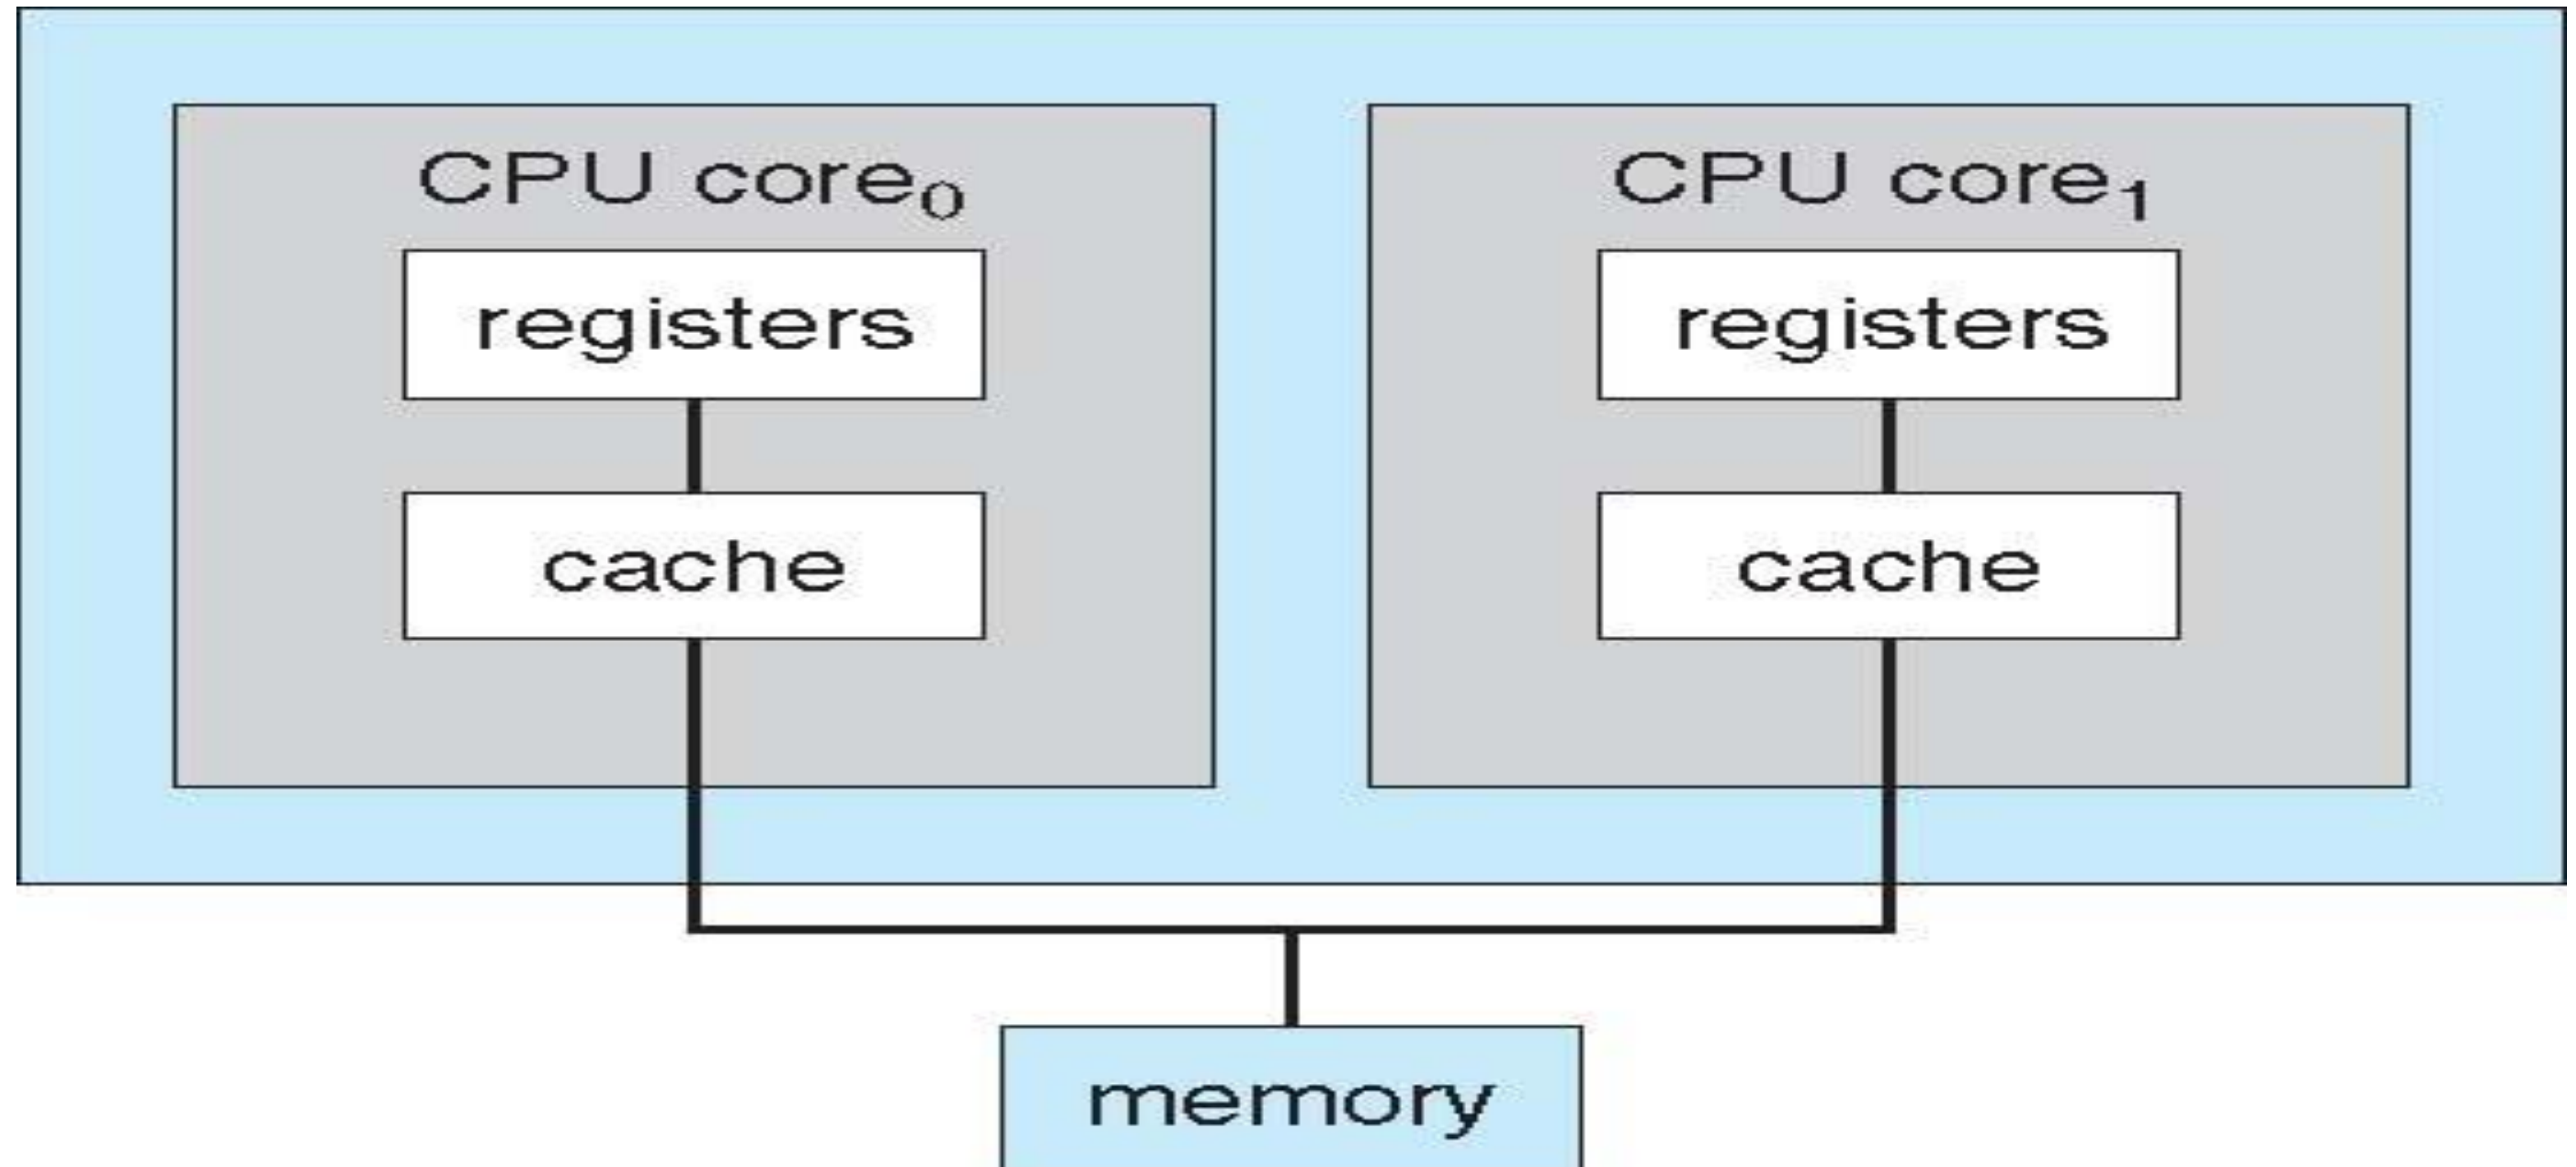 CPU core₀
registers
cache
CPU core₁
registers
cache
memory